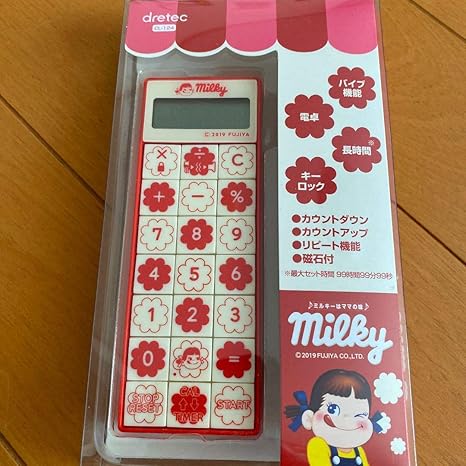 dretec
CL-124
milky
© 2019 FUJIYA
×
÷
C
+
−
%
7
8
9
4
5
6
1
2
3
0
=
STOP
RESET
CAL
TIMER
START
バイブ
機能
電卓
長時間※
キー
ロック
●カウントダウン
●カウントアップ
●リピート機能
●磁石付
※最大セット時間 99時間99分99秒
♪ミルキーはママの味♪
milky
©2019 FUJIYA CO.,LTD.